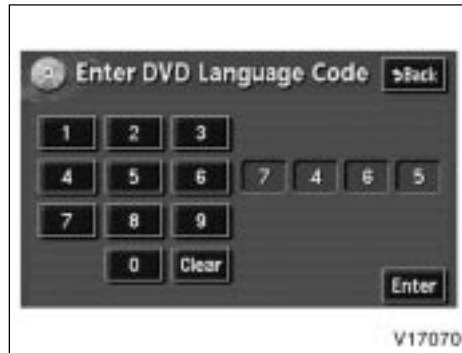 Enter DVD Language Code Back
1 2 3
4 5 6 7 4 6 5
7 8 9
0 Clear
Enter
V17070